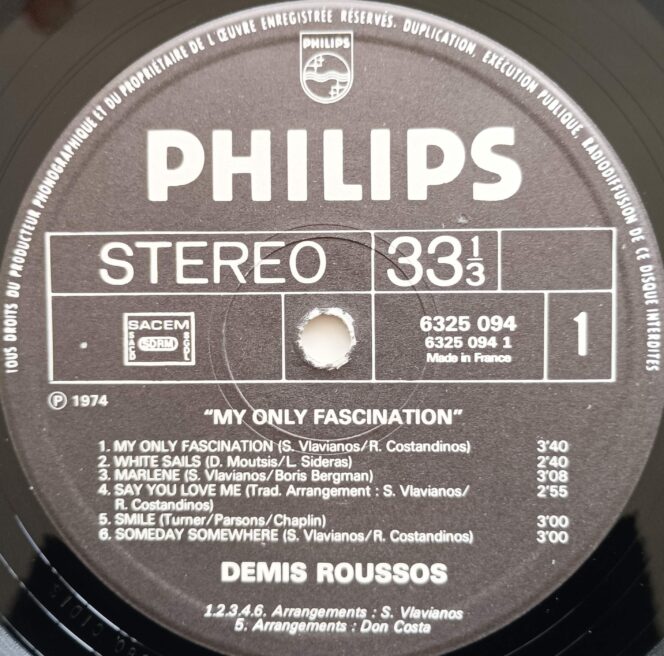 TOUS DROITS DU PRODUCTEUR PHONOGRAPHIQUE ET DU PROPRIÉTAIRE DE L'ŒUVRE ENREGISTRÉE RÉSERVÉS. DUPLICATION, EXÉCUTION PUBLIQUE, RADIODIFFUSION DE CE DISQUE INTERDITES
PHILIPS
PHILIPS
STEREO 33 1/3
SACEM
SACD SDRM SGDL
6325 094
6325 094 1
Made in France
1
Ⓟ 1974
"MY ONLY FASCINATION"
1. MY ONLY FASCINATION (S. Vlavianos/R. Costandinos) 3'40
2. WHITE SAILS (D. Moutsis/L. Sideras) 2'40
3. MARLENE (S. Vlavianos/Boris Bergman) 3'08
4. SAY YOU LOVE ME (Trad. Arrangement : S. Vlavianos/ 2'55
R. Costandinos)
5. SMILE (Turner/Parsons/Chaplin) 3'00
6. SOMEDAY SOMEWHERE (S. Vlavianos/R. Costandinos) 3'00
DEMIS ROUSSOS
1.2.3.4.6. Arrangements : S. Vlavianos
5. Arrangements : Don Costa